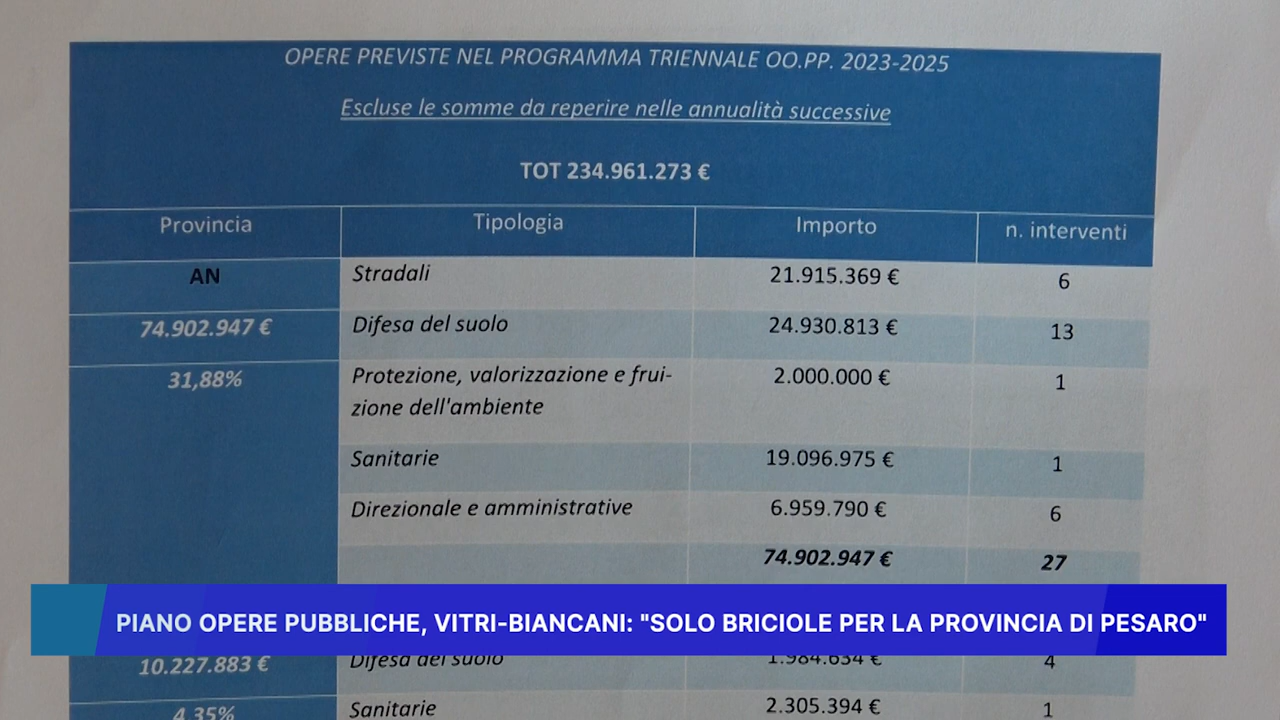 OPERE PREVISTE NEL PROGRAMMA TRIENNALE OO.PP. 2023-2025
Escluse le somme da reperire nelle annualità successive
TOT 234.961.273 €
Provincia Tipologia Importo n. interventi
AN Stradali 21.915.369 € 6
74.902.947 € Difesa del suolo 24.930.813 € 13
31,88% Protezione, valorizzazione e frui- 2.000.000 € 1
zione dell'ambiente
Sanitarie 19.096.975 € 1
Direzionale e amministrative 6.959.790 € 6
74.902.947 € 27
PIANO OPERE PUBBLICHE, VITRI-BIANCANI: "SOLO BRICIOLE PER LA PROVINCIA DI PESARO"
10.227.883 € Difesa del suolo 1.984.634 € 4
4,35% Sanitarie 2.305.394 € 1